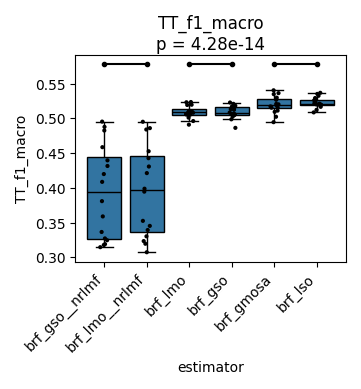 TT_f1_macro
p = 4.28e-14
TT_f1_macro
0.55
0.50
0.45
0.40
0.35
0.30
brf_gso__nrlmf
brf_lmo__nrlmf
brf_lmo
brf_gso
brf_gmosa
brf_lso
estimator